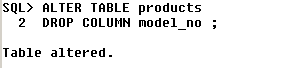 SQL> ALTER TABLE products
  2  DROP COLUMN model_no ;
Table altered.